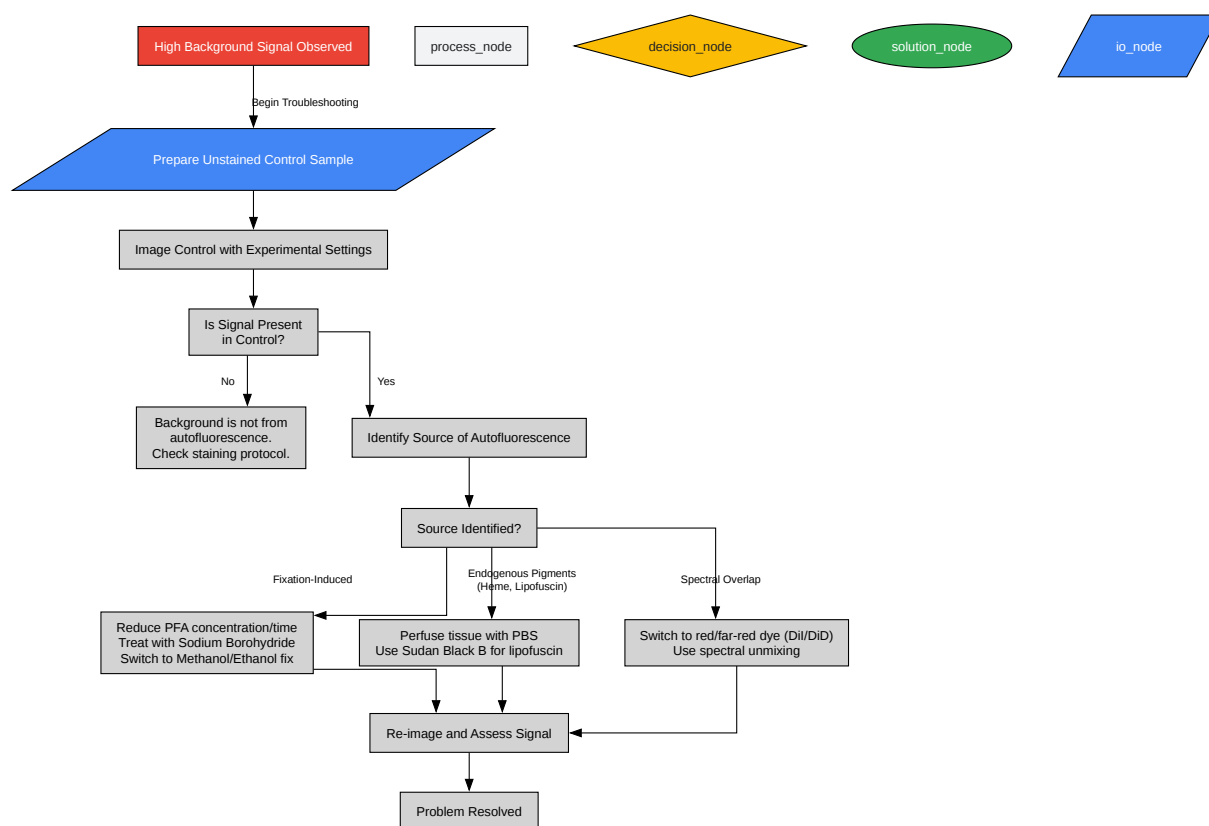 High Background Signal Observed
process_node
decision_node
solution_node
io_node
Begin Troubleshooting
Prepare Unstained Control Sample
Image Control with Experimental Settings
Is Signal Present
in Control?
No
Yes
Background is not from
autofluorescence.
Check staining protocol.
Identify Source of Autofluorescence
Source Identified?
Fixation-Induced
Endogenous Pigments
(Heme, Lipofuscin)
Spectral Overlap
Reduce PFA concentration/time
Treat with Sodium Borohydride
Switch to Methanol/Ethanol fix
Perfuse tissue with PBS
Use Sudan Black B for lipofuscin
Switch to red/far-red dye (DiI/DiD)
Use spectral unmixing
Re-image and Assess Signal
Problem Resolved